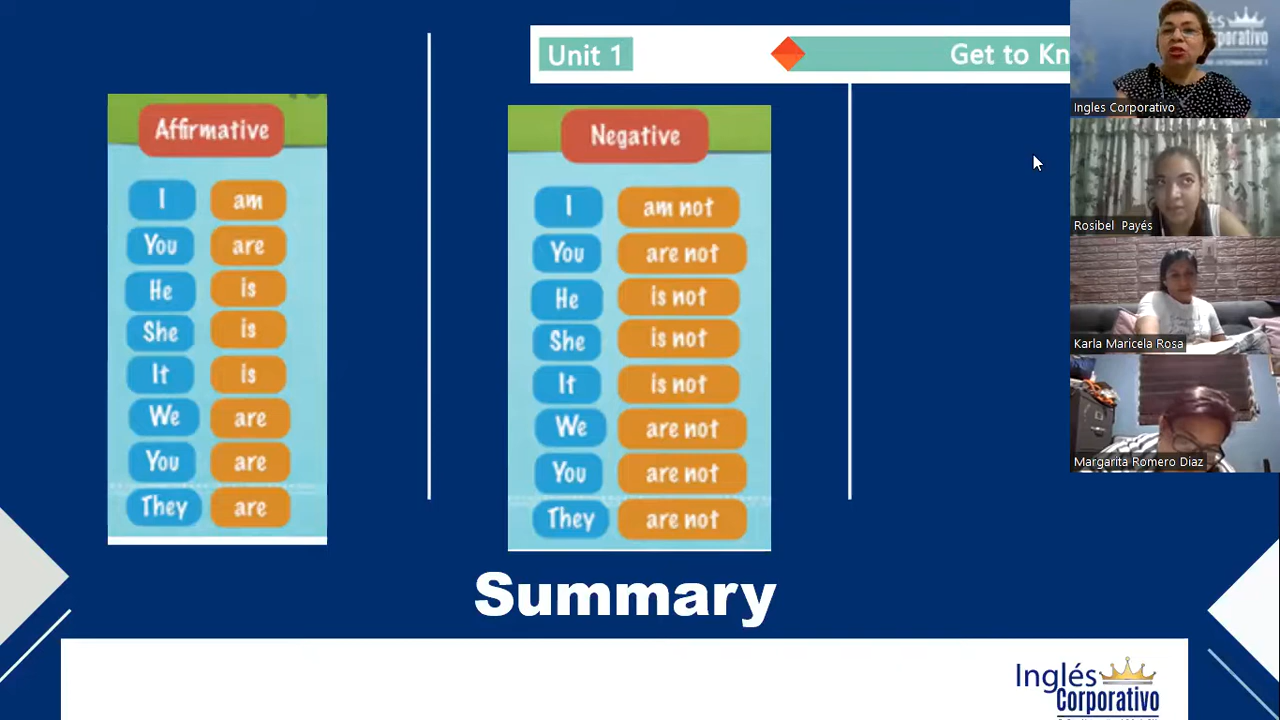 Unit 1
Get to Kn
Affirmative
I am
You are
He is
She is
It is
We are
You are
They are
Negative
I am not
You are not
He is not
She is not
It is not
We are not
You are not
They are not
Summary
Inglés
Corporativo
Corporativo
Ingles Corporativo
Rosibel Payés
Karla Maricela Rosa
Margarita Romero Diaz